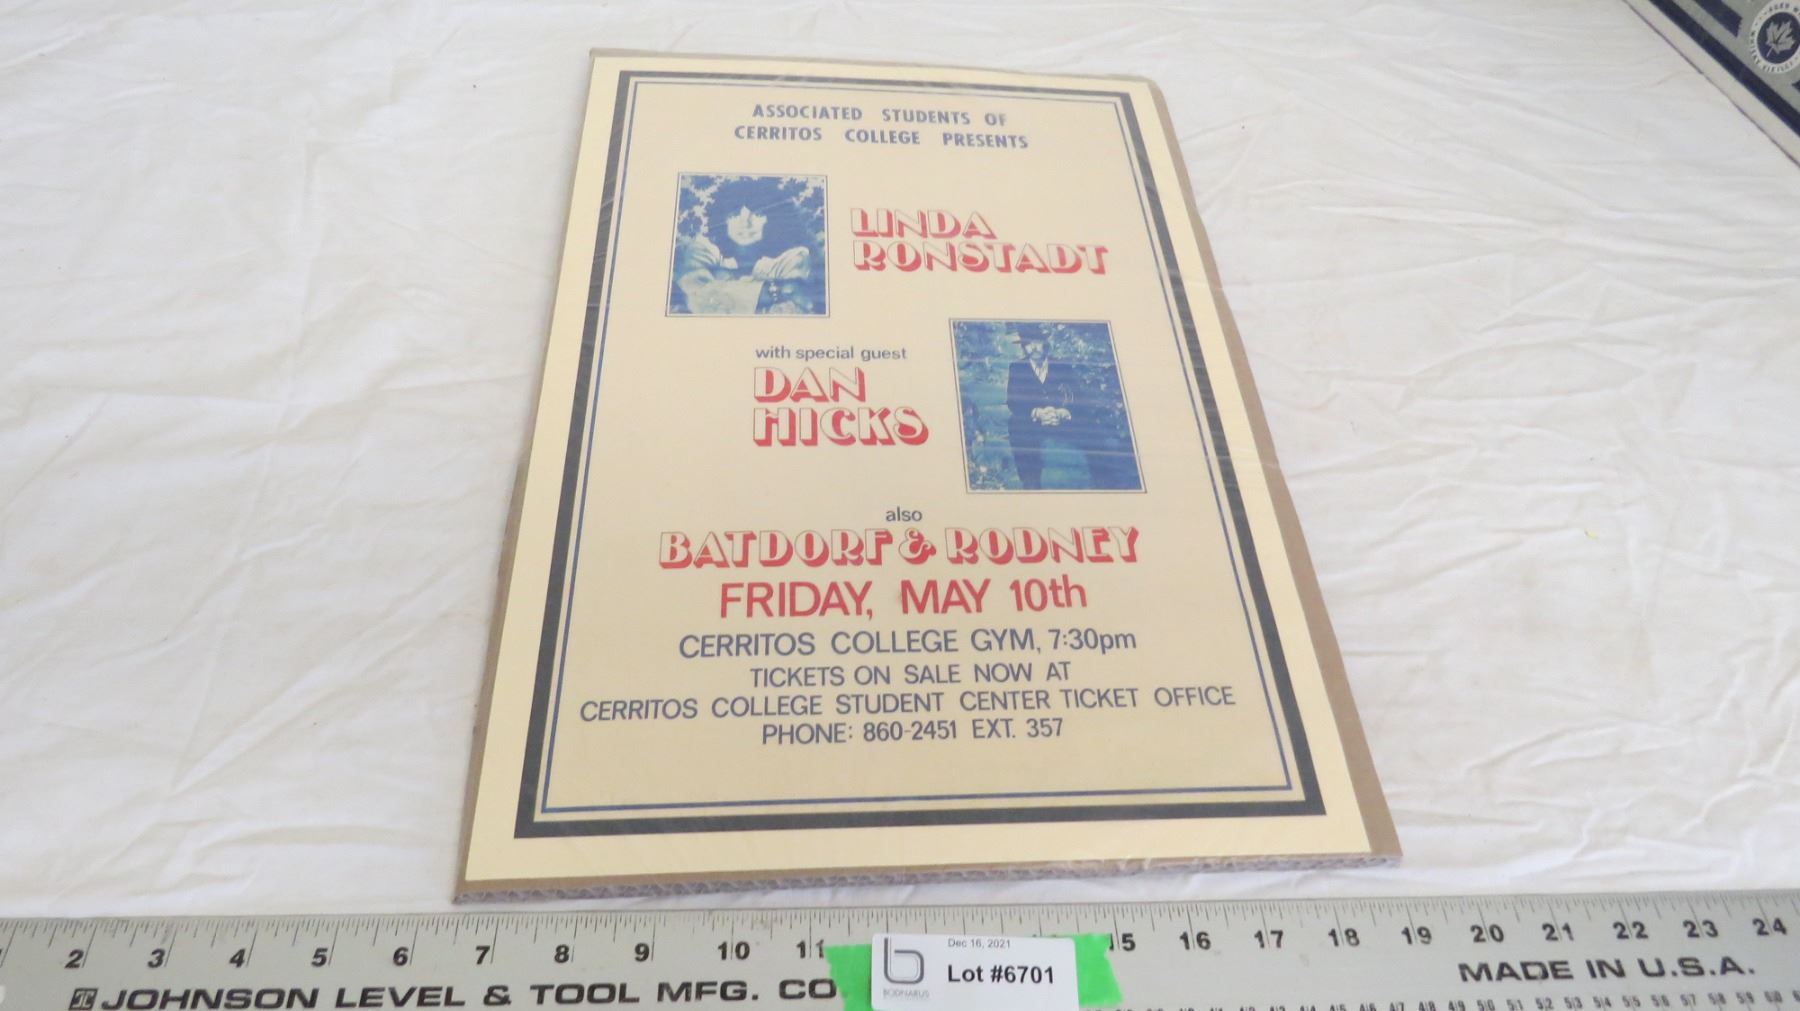 ASSOCIATED STUDENTS OF
CERRITOS COLLEGE PRESENTS
LINDA
RONSTADT
with special guest
DAN
HICKS
also
BATDORF & RODNEY
FRIDAY, MAY 10th
CERRITOS COLLEGE GYM, 7:30pm
TICKETS ON SALE NOW AT
CERRITOS COLLEGE STUDENT CENTER TICKET OFFICE
PHONE: 860-2451 EXT. 357
2 3 4 5 6 7 8 9 10 11 15 16 17 18 19 20 21 22 23 24
Dec 16, 2021
Lot #6701
BODNARUS
JOHNSON LEVEL & TOOL MFG. CO
MADE IN U.S.A.